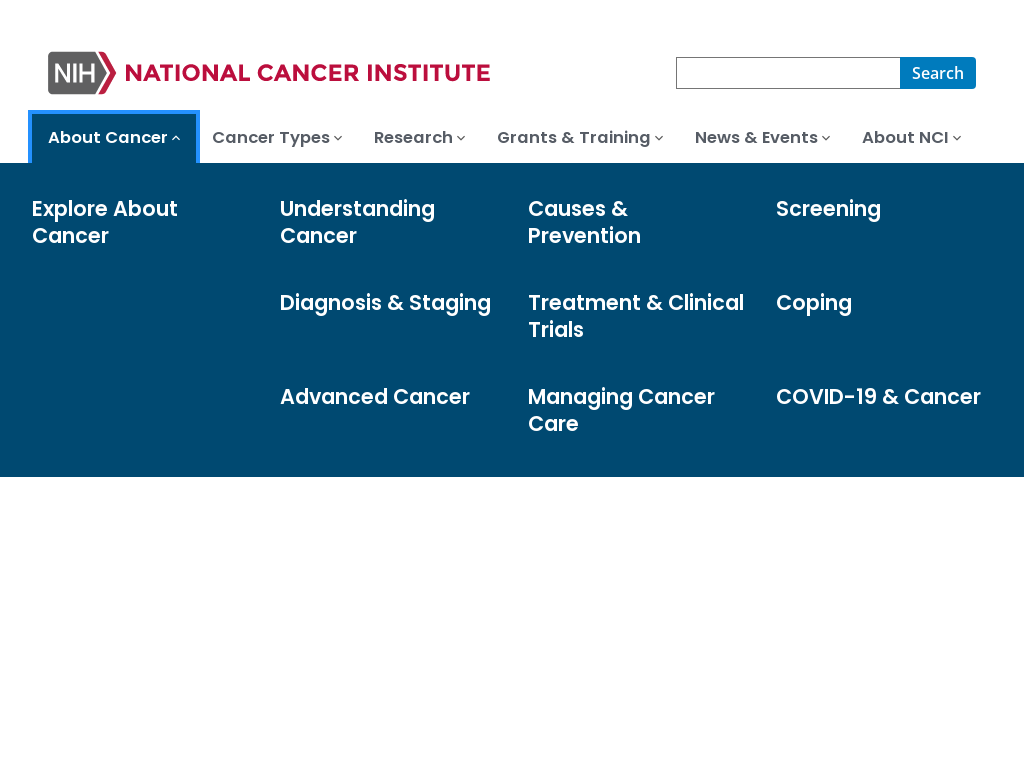 NIH NATIONAL CANCER INSTITUTE
Search
About Cancer
Cancer Types
Research
Grants & Training
News & Events
About NCI
Explore About
Cancer
Understanding
Cancer
Causes &
Prevention
Screening
Diagnosis & Staging
Treatment & Clinical
Trials
Coping
Advanced Cancer
Managing Cancer
Care
COVID-19 & Cancer